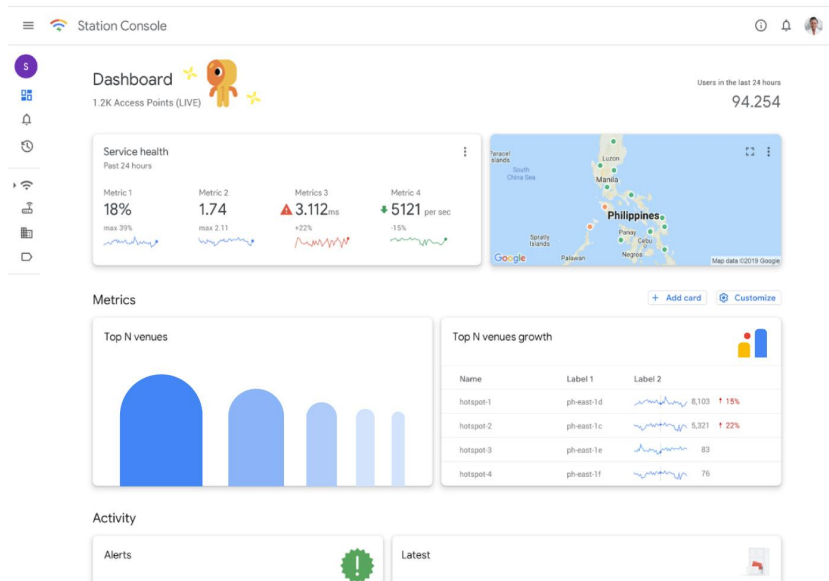 Station Console
S
Dashboard
1.2K Access Points (LIVE)
Users in the last 24 hours
94.254
Service health
Past 24 hours
Metric 1
18%
max 39%
Metric 2
1.74
max 2.11
Metrics 3
3.112ms
+22%
Metric 4
5121 per sec
-15%
Paracel
Islands
South
China Sea
Luzon
Manila
Philippines
Panay
Cebu
Spratly
Islands
Palawan
Negros
Google
Map data ©2019 Google
Metrics
+ Add card
Customize
Top N venues
Top N venues growth
Name Label 1 Label 2
hotspot-1 ph-east-1d 8,103 15%
hotspot-2 ph-east-1c 5,321 22%
hotspot-3 ph-east-1e 83
hotspot-4 ph-east-1f 76
Activity
Alerts
Latest